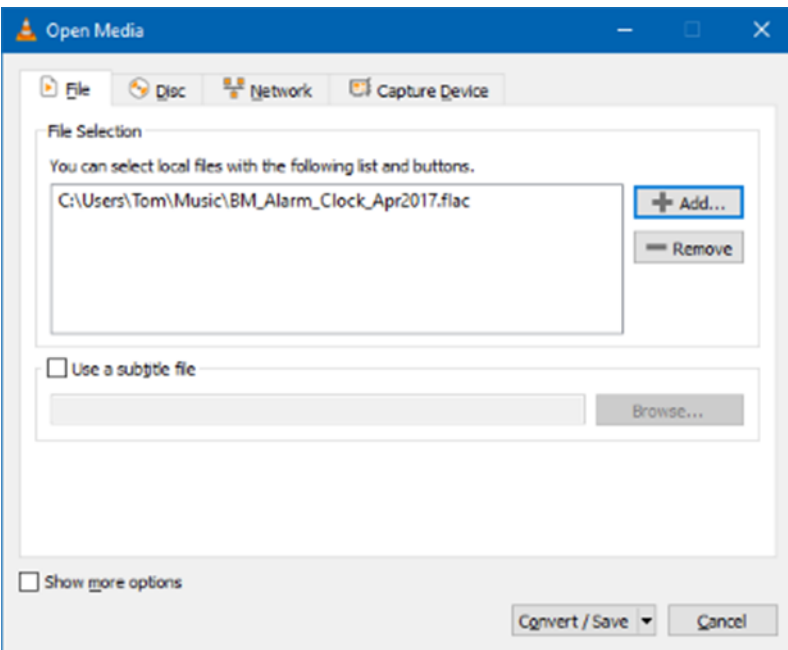 Open Media
File Disc Network Capture Device
File Selection
You can select local files with the following list and buttons.
C:\Users\Tom\Music\BM_Alarm_Clock_Apr2017.flac
Add...
Remove
Use a subtitle file
Browse...
Show more options
Convert / Save Cancel